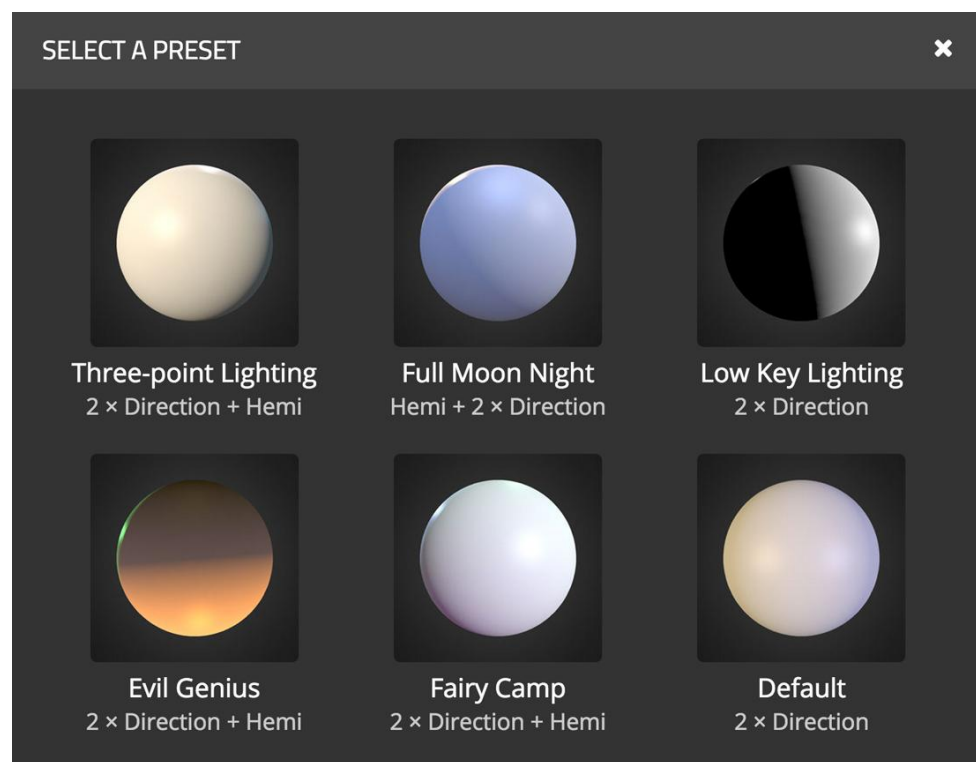 SELECT A PRESET
Three-point Lighting
2 × Direction + Hemi
Full Moon Night
Hemi + 2 × Direction
Low Key Lighting
2 × Direction
Evil Genius
2 × Direction + Hemi
Fairy Camp
2 × Direction + Hemi
Default
2 × Direction